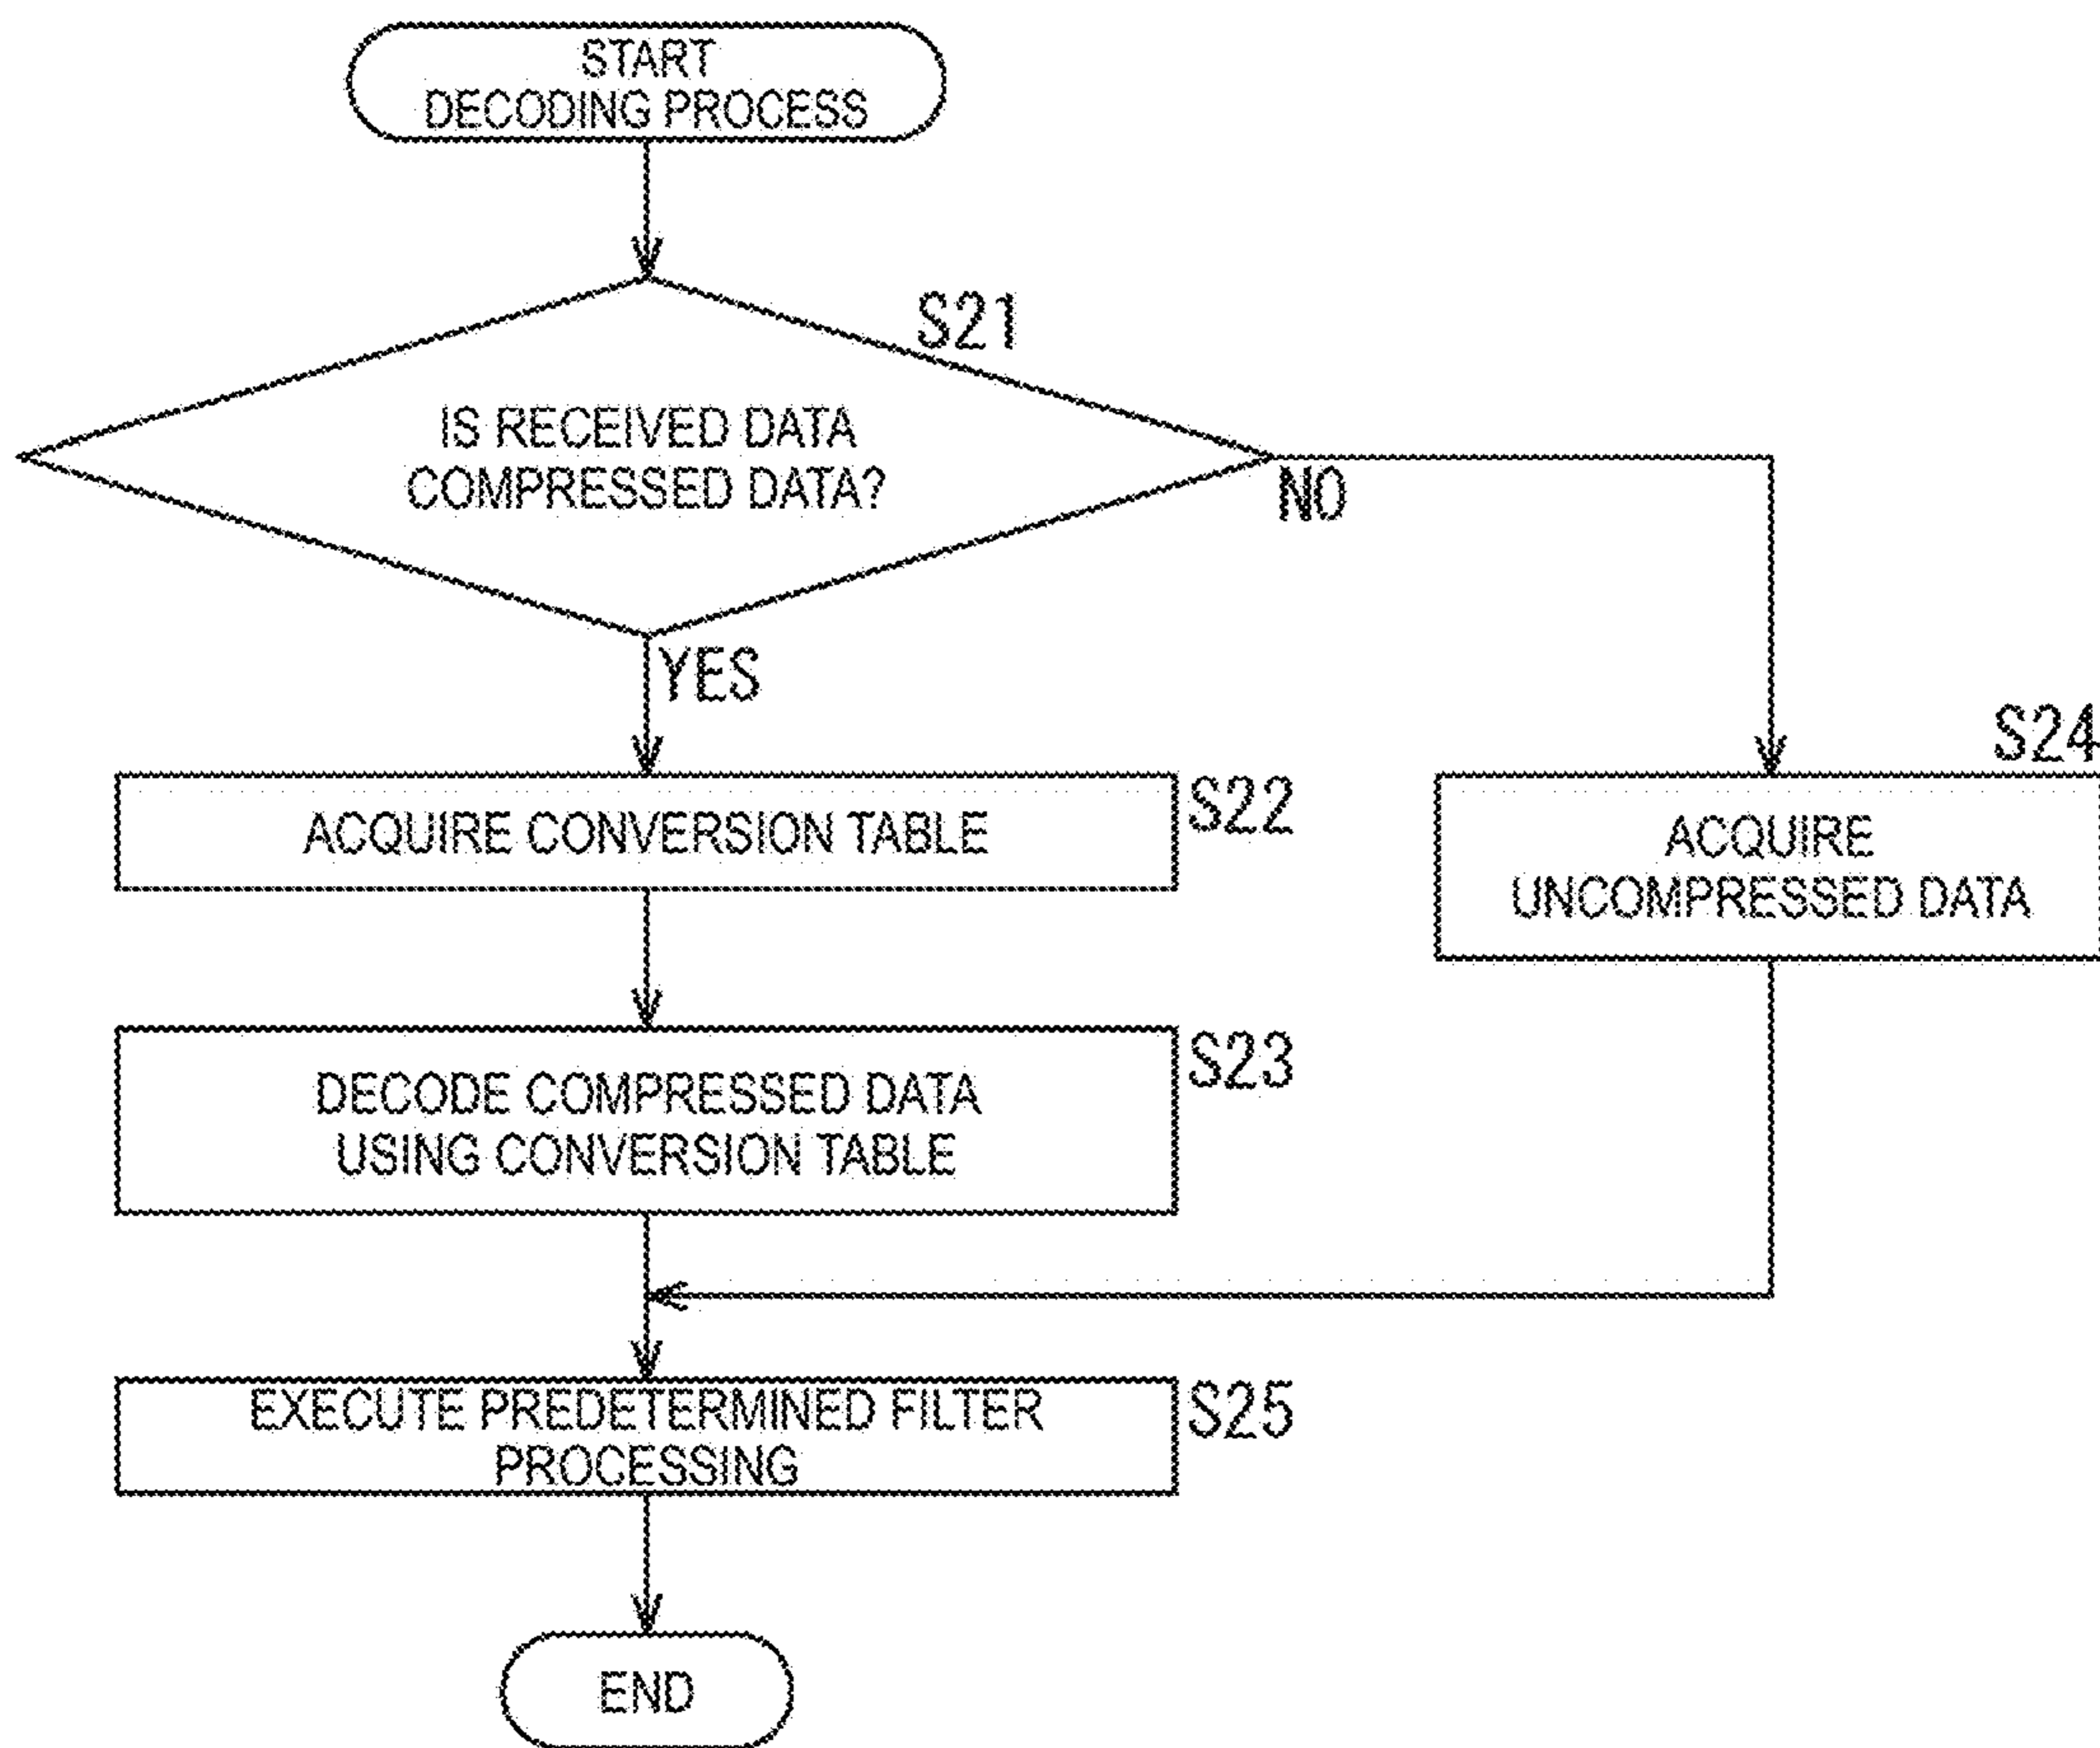 START
DECODING PROCESS
S21
IS RECEIVED DATA
COMPRESSED DATA?
NO
YES
S24
S22
ACQUIRE CONVERSION TABLE
ACQUIRE
UNCOMPRESSED DATA
S23
DECODE COMPRESSED DATA
USING CONVERSION TABLE
S25
EXECUTE PREDETERMINED FILTER
PROCESSING
END